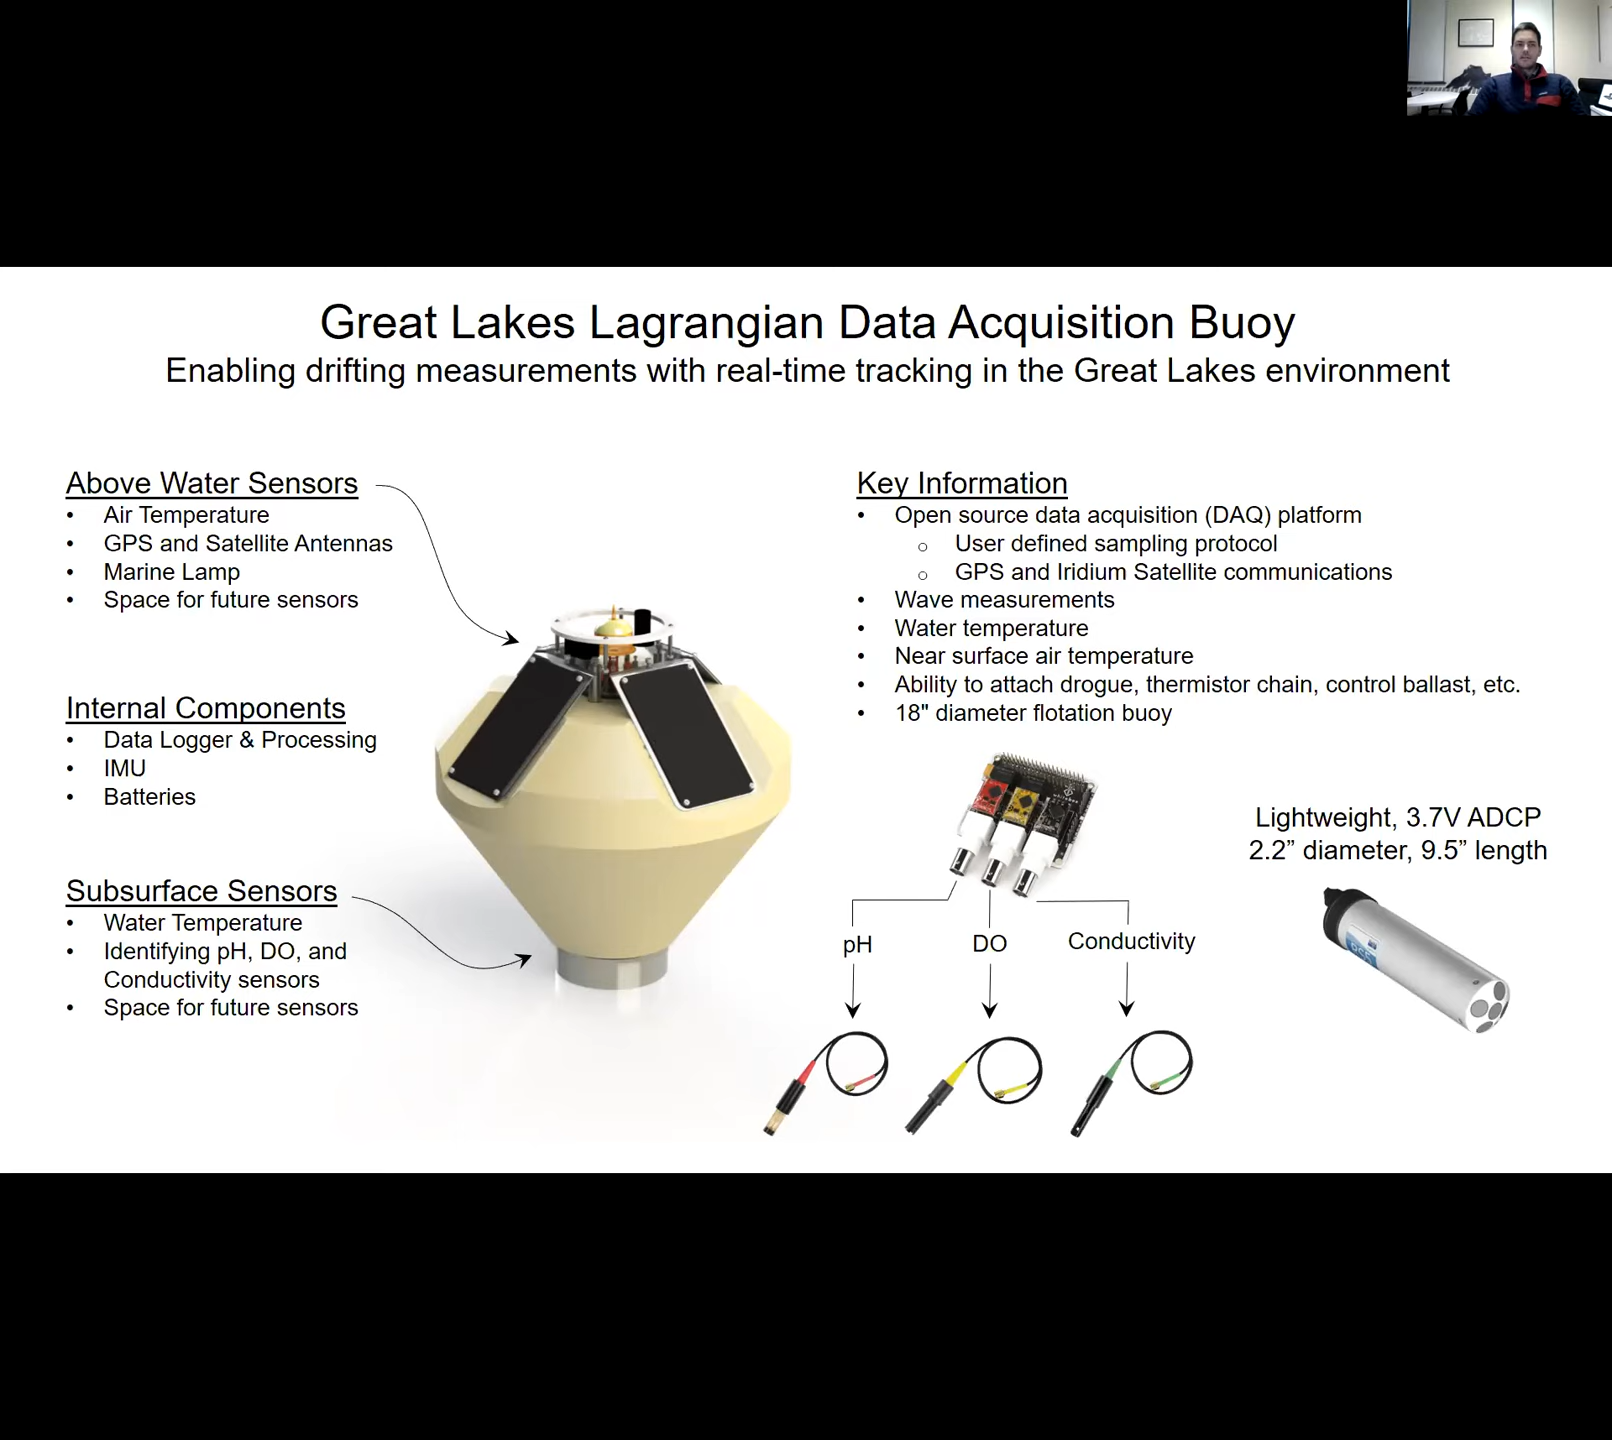 Great Lakes Lagrangian Data Acquisition Buoy
Enabling drifting measurements with real-time tracking in the Great Lakes environment
Above Water Sensors
• Air Temperature
• GPS and Satellite Antennas
• Marine Lamp
• Space for future sensors
Internal Components
• Data Logger & Processing
• IMU
• Batteries
Subsurface Sensors
• Water Temperature
• Identifying pH, DO, and
Conductivity sensors
• Space for future sensors
Key Information
• Open source data acquisition (DAQ) platform
o User defined sampling protocol
o GPS and Iridium Satellite communications
• Wave measurements
• Water temperature
• Near surface air temperature
• Ability to attach drogue, thermistor chain, control ballast, etc.
• 18" diameter flotation buoy
pH
DO
Conductivity
Lightweight, 3.7V ADCP
2.2” diameter, 9.5” length